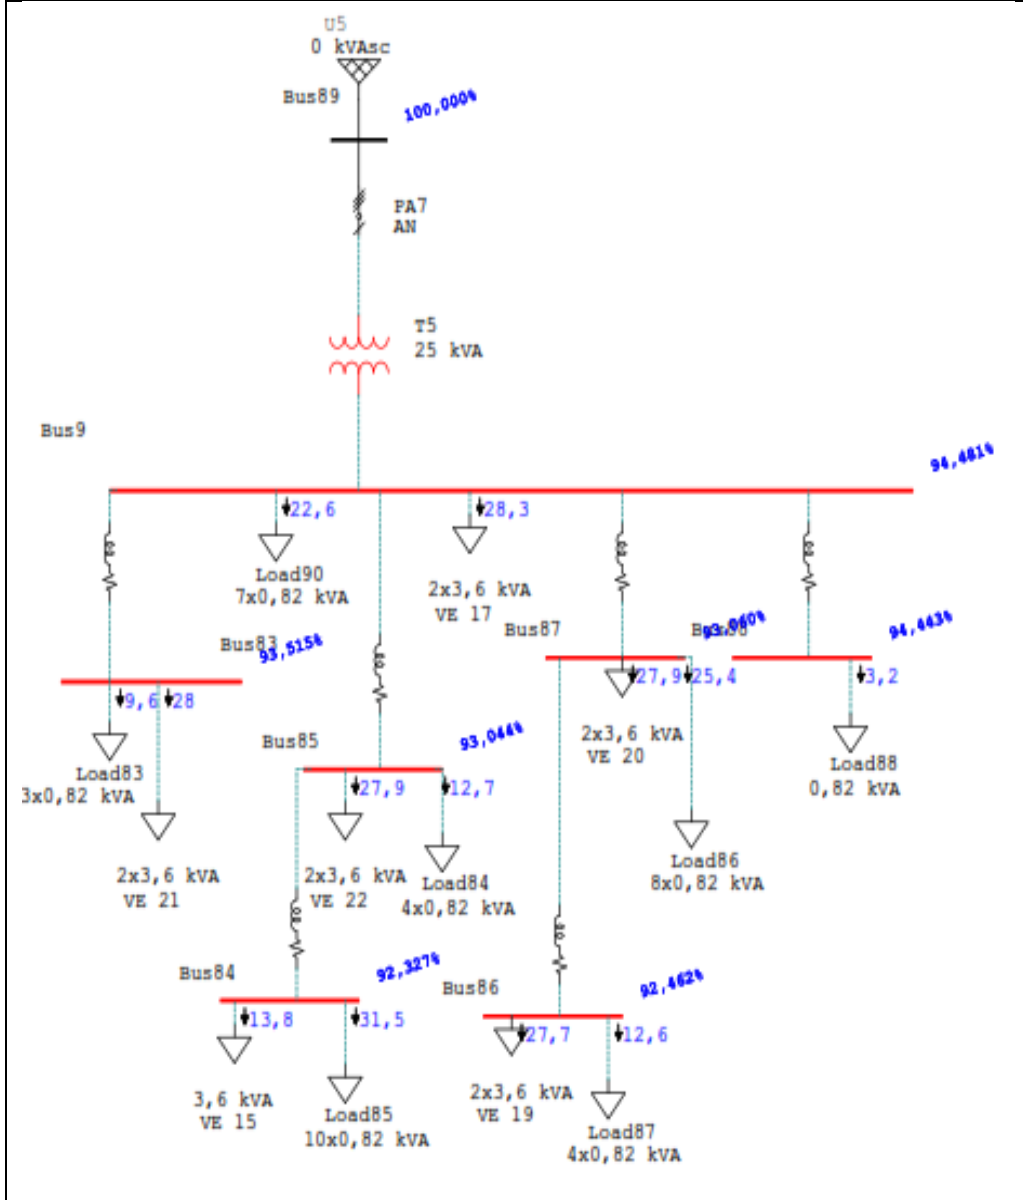 U5
0 kVAsc
Bus89
100,000%
PA7
AN
T5
25 kVA
Bus9
94,481%
22,6
28,3
Load90
7x0,82 kVA
2x3,6 kVA
VE 17
Bus83
93,515%
Bus87
94,443%
9,6
28
27,9
25,4
3,2
Load83
3x0,82 kVA
2x3,6 kVA
VE 21
Bus85
93,044%
2x3,6 kVA
VE 20
Load88
0,82 kVA
27,9
12,7
2x3,6 kVA
VE 22
Load84
4x0,82 kVA
Load86
8x0,82 kVA
Bus84
92,327%
Bus86
92,462%
13,8
31,5
27,7
12,6
3,6 kVA
VE 15
Load85
10x0,82 kVA
2x3,6 kVA
VE 19
Load87
4x0,82 kVA